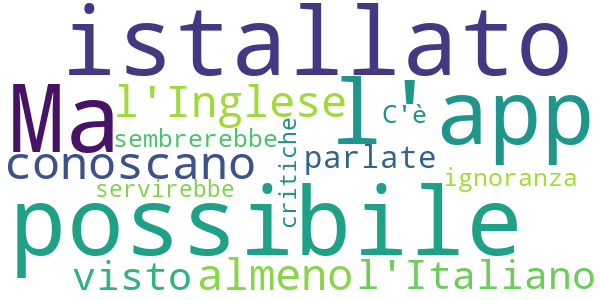 istallato
Ma l'Inglese l'app C'è
sembrerebbe
conoscano critiche parlate
servirebbe ignoranza
possibile
visto almeno l'Italiano